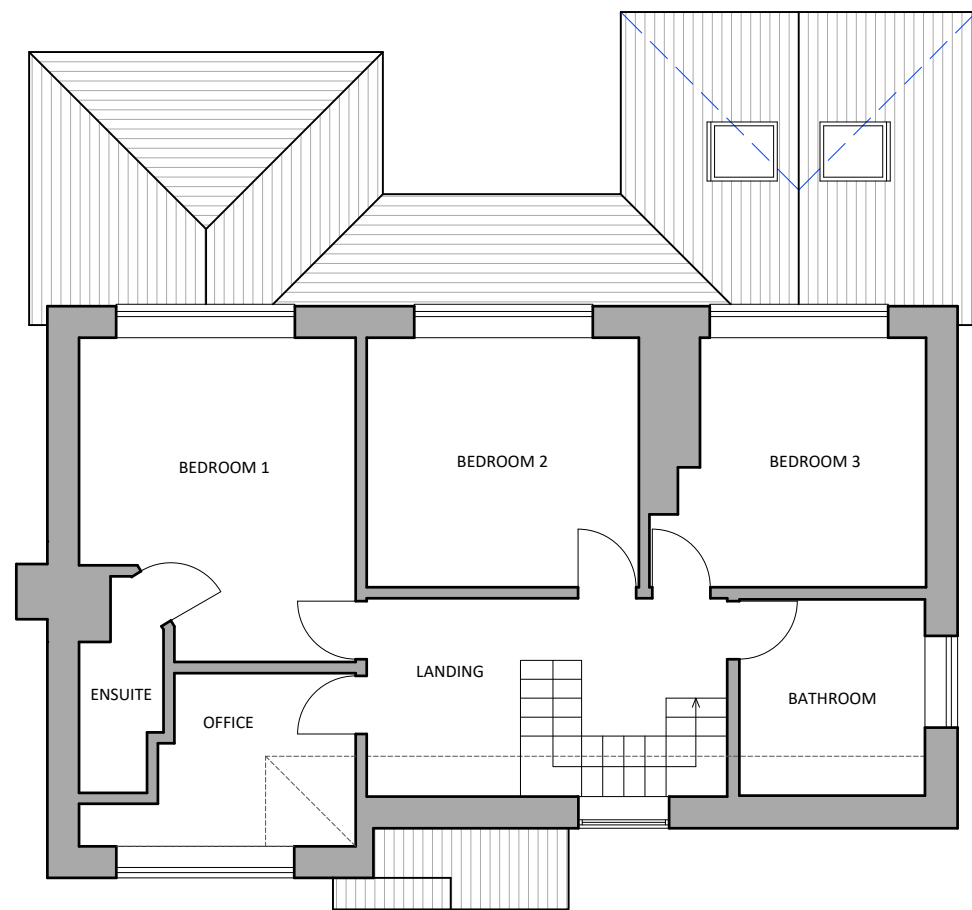 BEDROOM 1
BEDROOM 2
BEDROOM 3
ENSUITE
OFFICE
LANDING
BATHROOM